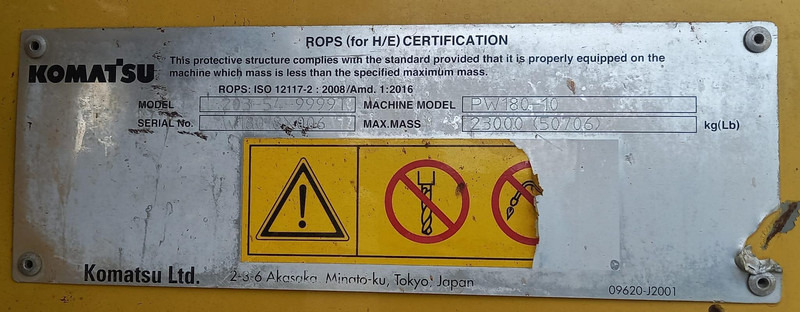 ROPS (for H/E) CERTIFICATION
KOMATSU
This protective structure complies with the standard provided that it is properly equipped on the
machine which mass is less than the specified maximum mass.
ROPS: ISO 12117-2 : 2008/Amd. 1:2016
MODEL MACHINE MODEL PW180-10
SERIAL No. MAX.MASS 23000 (50706) kg(Lb)
Komatsu Ltd. 2-3-6 Akasaka, Minato-ku, Tokyo, Japan
09620-J2001